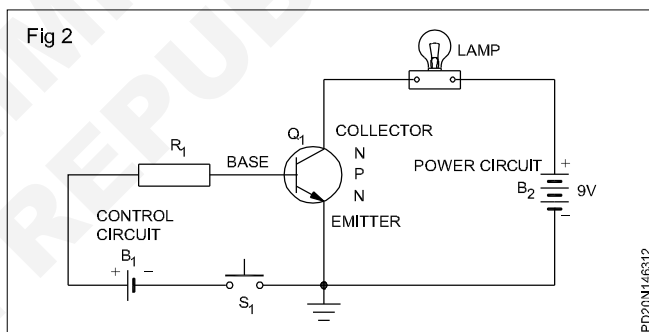 Fig 2
LAMP
Q1
COLLECTOR
R1
BASE
N
P
N
POWER CIRCUIT
+
B2
9V
–
EMITTER
CONTROL
CIRCUIT
B1
+ –
S1
PD20N146312